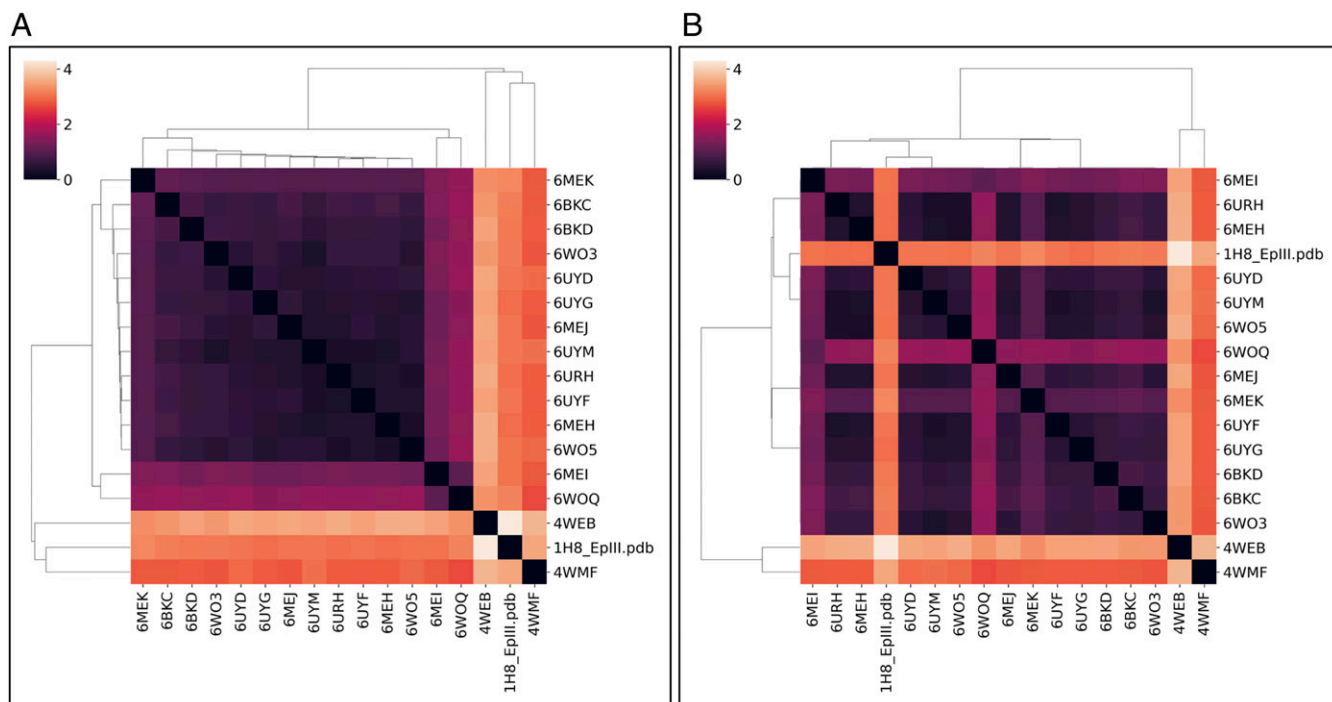 A
4
2
0
6MEK
6BKC
6BKD
6WO3
6UYD
6UYG
6MEJ
6UYM
6URH
6UYF
6MEH
6WO5
6MEI
6WOQ
4WEB
1H8_EpIII.pdb
4WMF
6MEK
6BKC
6BKD
6WO3
6UYD
6UYG
6MEJ
6UYM
6URH
6UYF
6MEH
6WO5
6MEI
6WOQ
4WEB
1H8_EpIII.pdb
4WMF
B
4
2
0
6MEI
6URH
6MEH
1H8_EpIII.pdb
6UYD
6UYM
6WO5
6WOQ
6MEJ
6MEK
6UYF
6UYG
6BKD
6BKC
6WO3
4WEB
4WMF
6MEI
6URH
6MEH
1H8_EpIII.pdb
6UYD
6UYM
6WO5
6WOQ
6MEJ
6MEK
6UYF
6UYG
6BKD
6BKC
6WO3
4WEB
4WMF